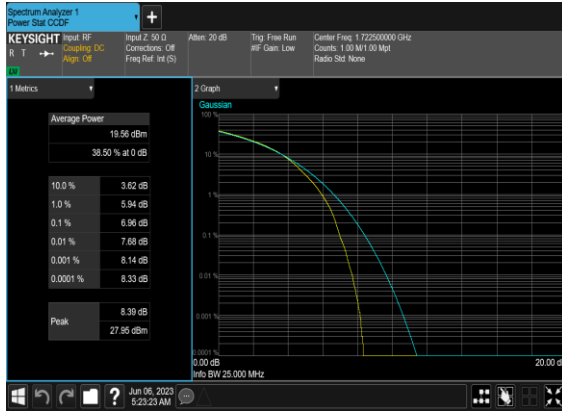 Spectrum Analyzer 1
Power Stat CCDF
KEYSIGHT
R T
LU
Input: RF
Coupling: DC
Align: Off
Input Z: 50 Ω
Corrections: Off
Freq Ref: Int (S)
Atten: 20 dB
Trig: Free Run
#IF Gain: Low
Center Freq: 1.722500000 GHz
Counts: 1.00 M/1.00 Mpt
Radio Std: None
1 Metrics
Average Power
19.56 dBm
38.50 % at 0 dB
10.0 % 3.62 dB
1.0 % 5.94 dB
0.1 % 6.96 dB
0.01 % 7.68 dB
0.001 % 8.14 dB
0.0001 % 8.33 dB
Peak
8.39 dB
27.95 dBm
2 Graph
Gaussian
100 %
10 %
1 %
0.1 %
0.01 %
0.001 %
0.0001 %
0.00 dB
20.00 d
Info BW 25.000 MHz
?
Jun 06, 2023
5:23:23 AM